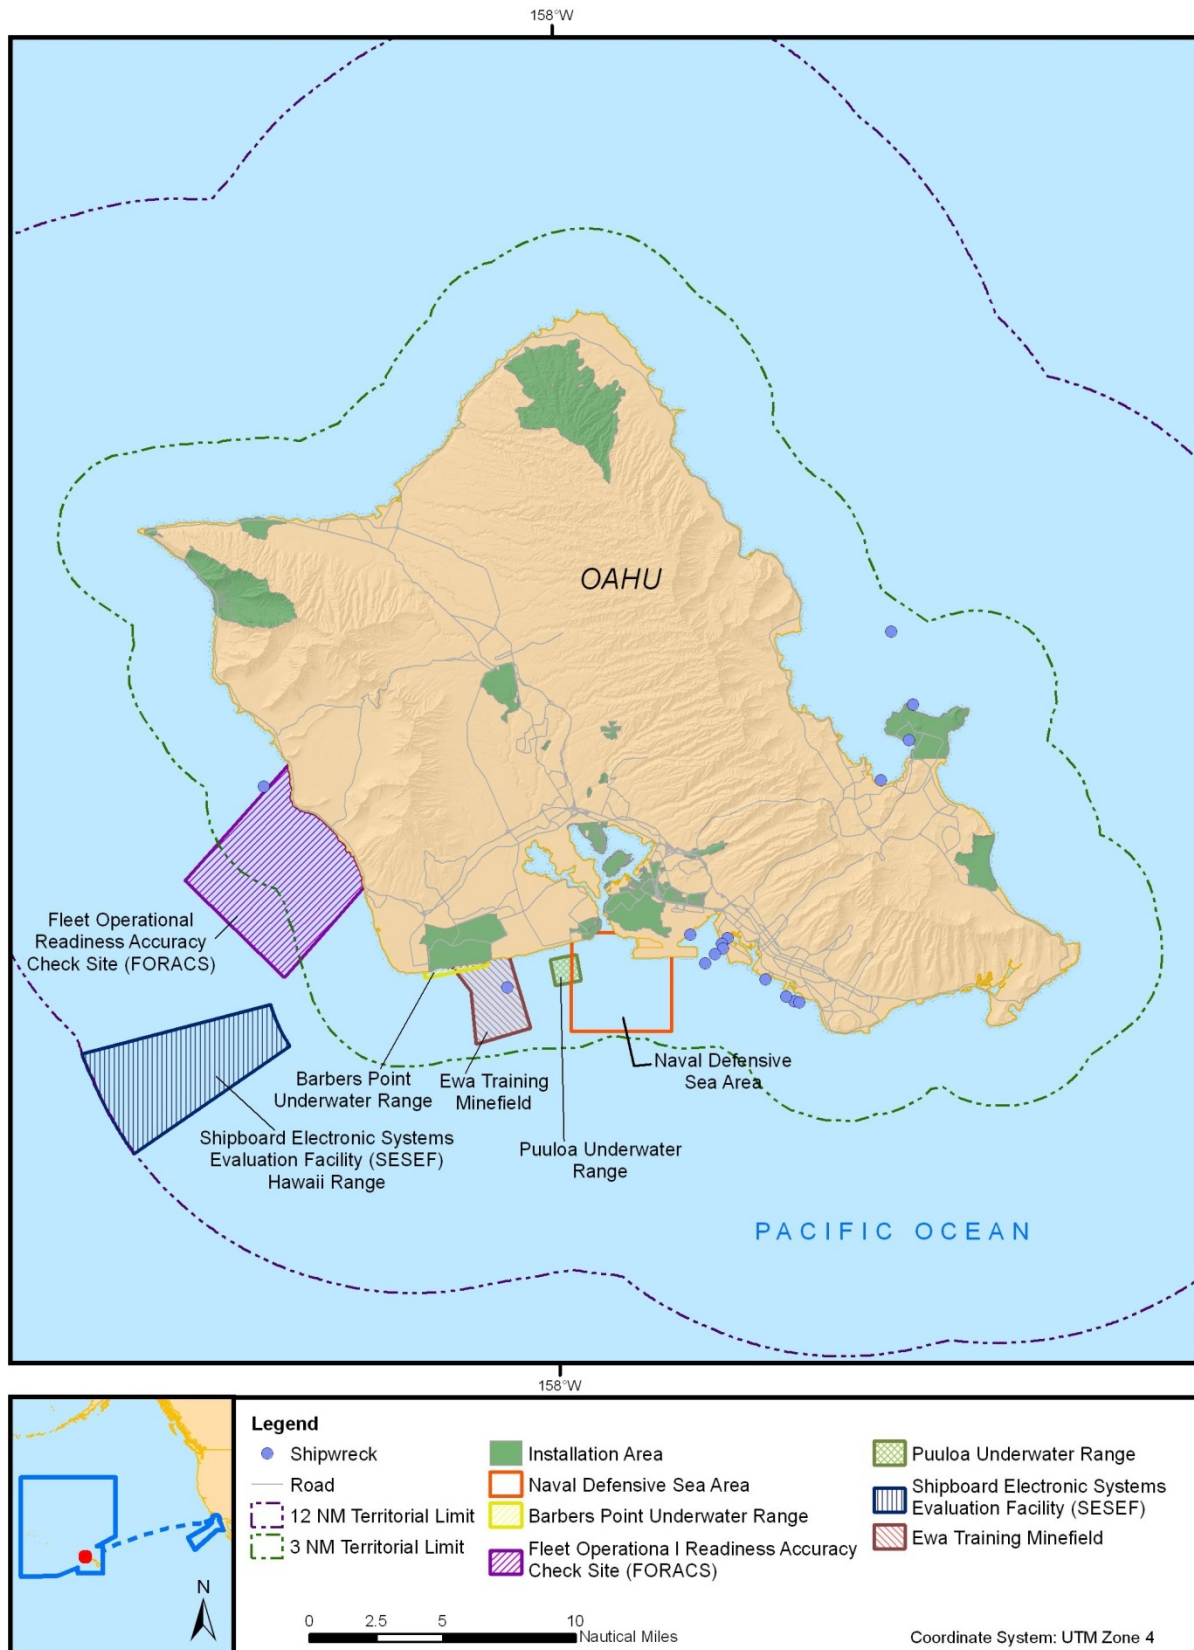 158°W
OAHU
Fleet Operational
Readiness Accuracy
Check Site (FORACS)
Barbers Point
Underwater Range
Ewa Training
Minefield
Naval Defensive
Sea Area
Shipboard Electronic Systems
Evaluation Facility (SESEF)
Hawaii Range
Puuloa Underwater
Range
PACIFIC OCEAN
158°W
N
Legend
Shipwreck
Road
12 NM Territorial Limit
3 NM Territorial Limit
Installation Area
Naval Defensive Sea Area
Barbers Point Underwater Range
Fleet Operationa l Readiness Accuracy
Check Site (FORACS)
Puuloa Underwater Range
Shipboard Electronic Systems
Evaluation Facility (SESEF)
Ewa Training Minefield
0 2.5 5 10
Nautical Miles
Coordinate System: UTM Zone 4